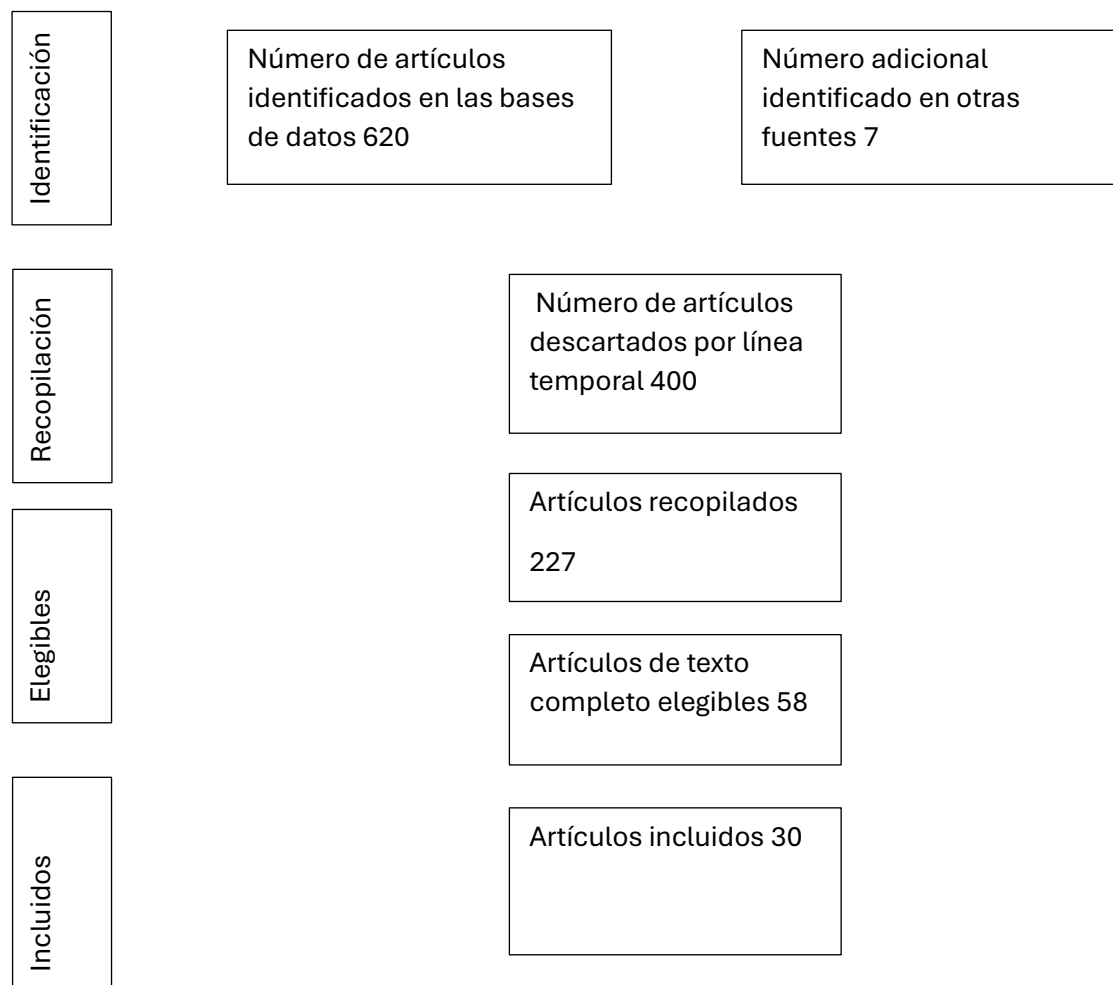 Identificación
Número de artículos
identificados en las bases
de datos 620
Número adicional
identificado en otras
fuentes 7
Recopilación
Número de artículos
descartados por línea
temporal 400
Artículos recopilados
227
Elegibles
Artículos de texto
completo elegibles 58
Incluidos
Artículos incluidos 30